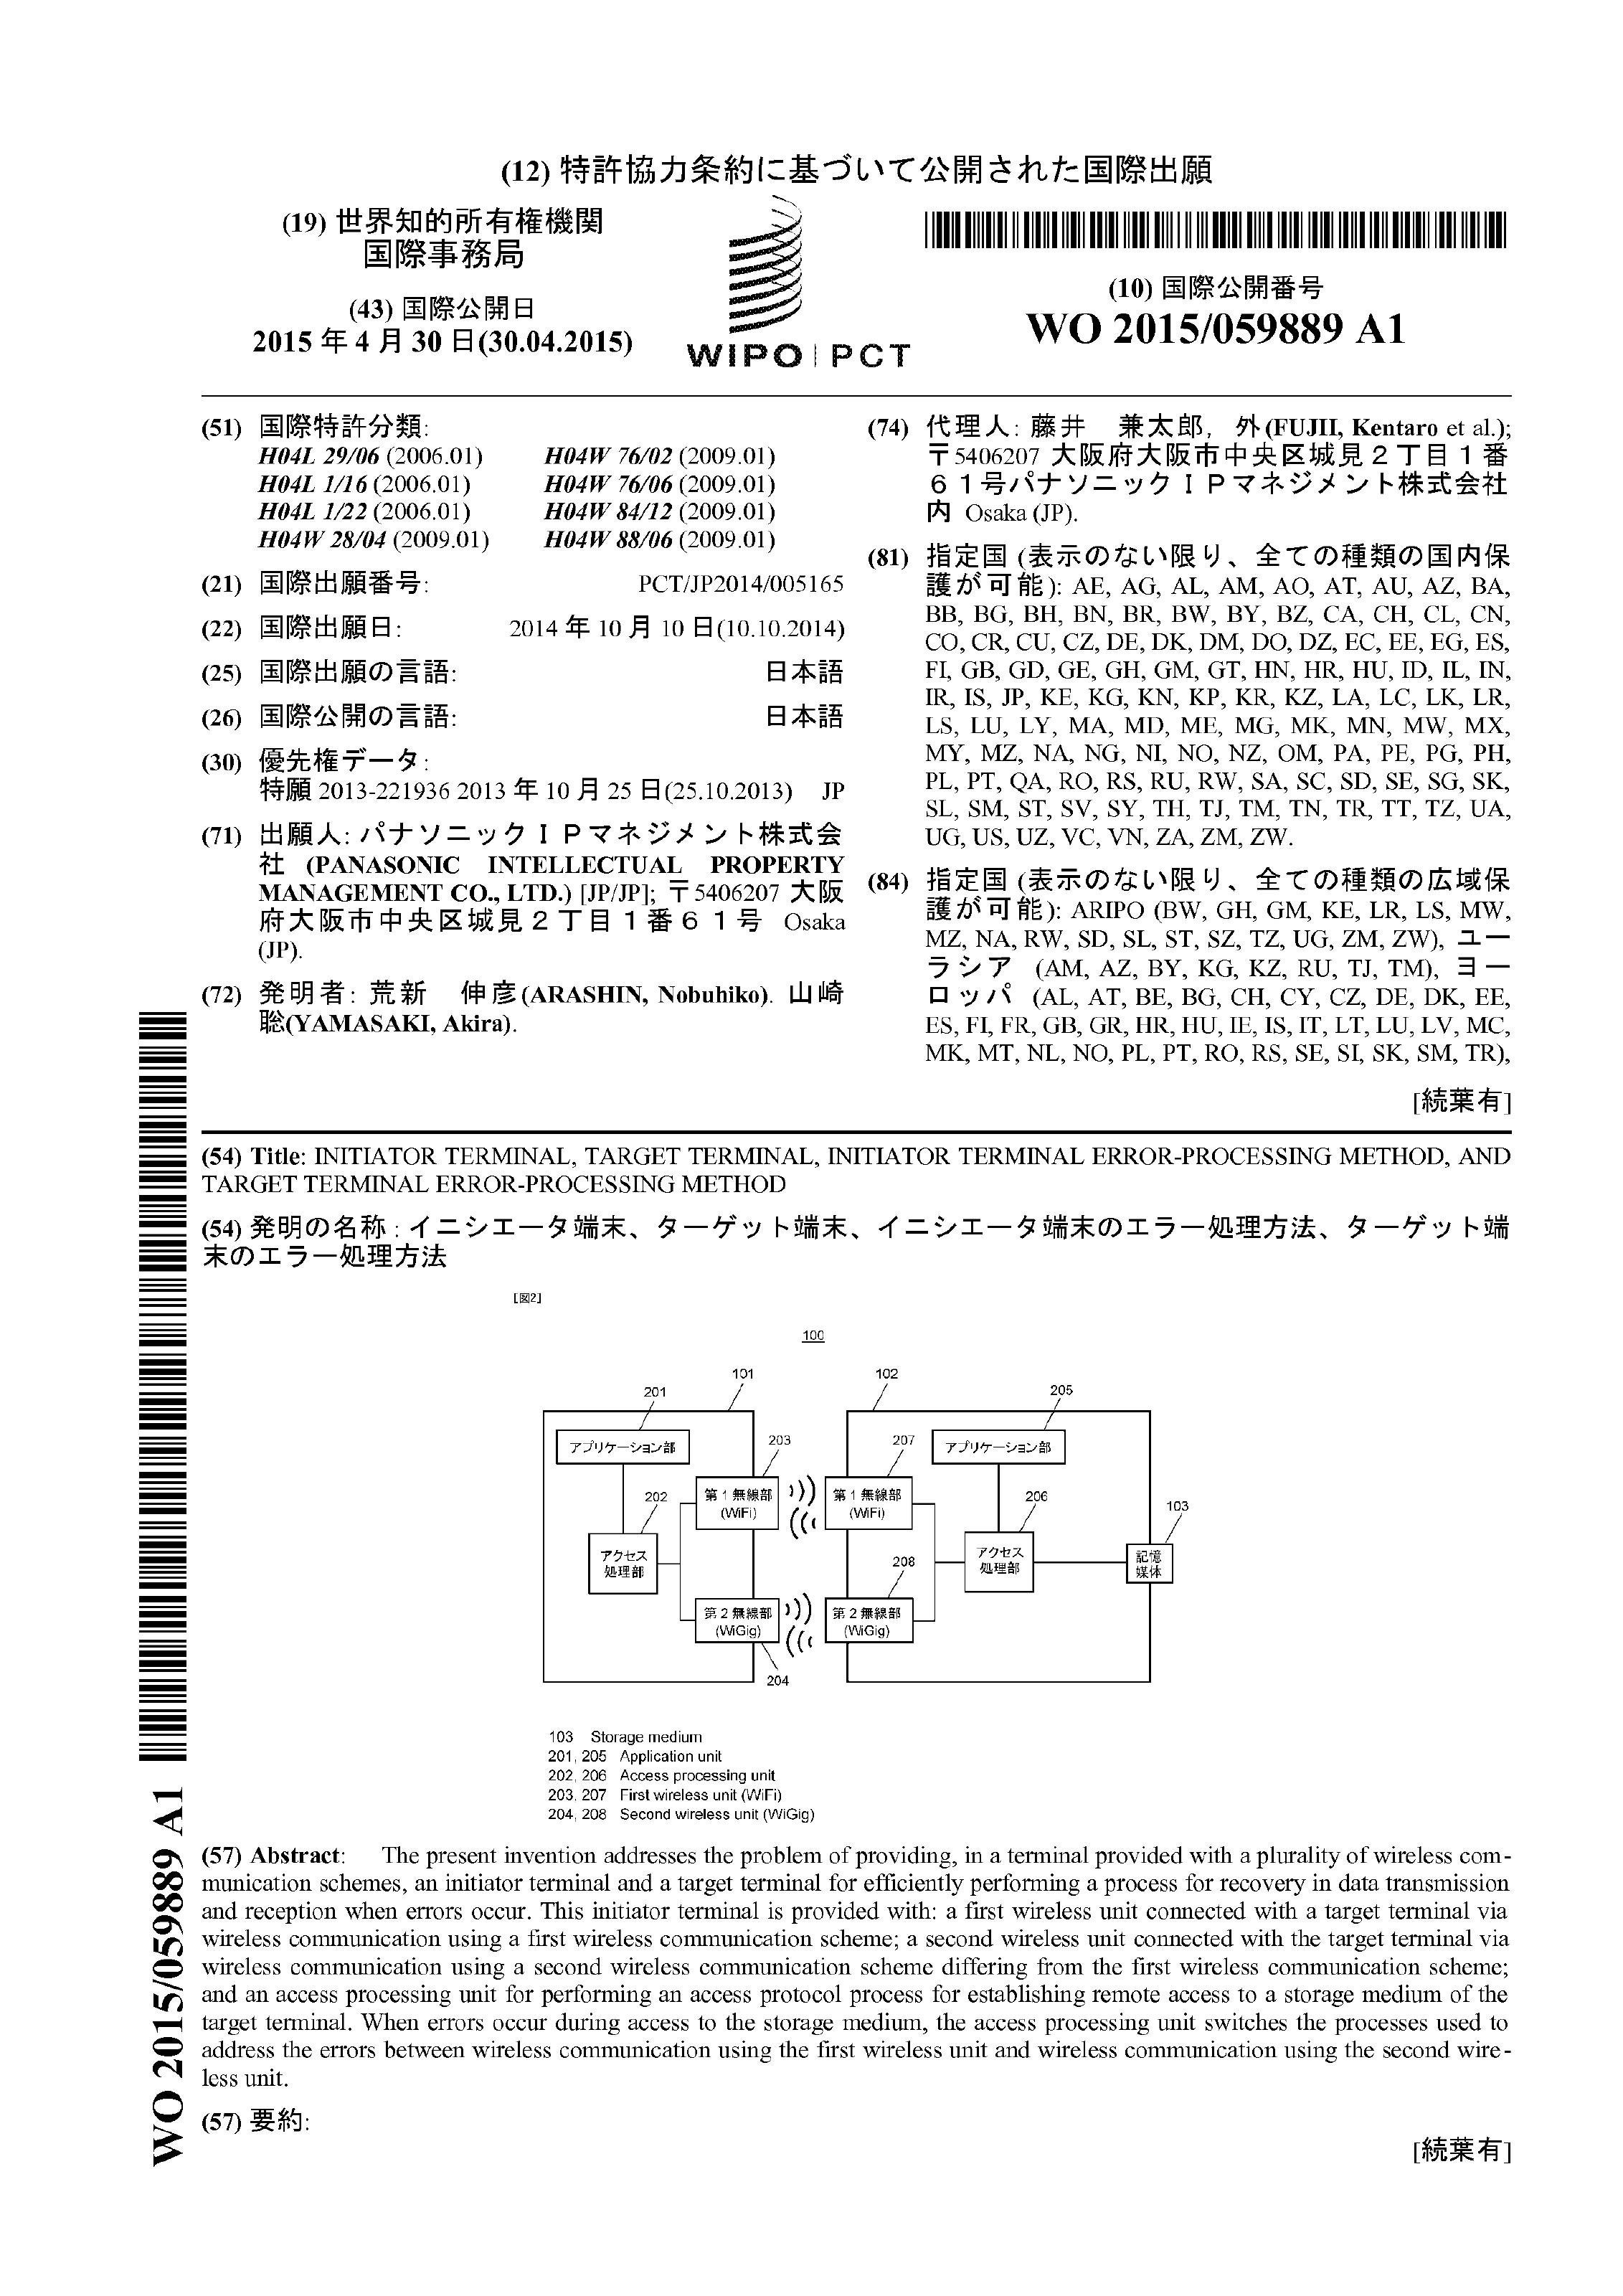 (12) 特許協力条約に基づいて公開された国際出願
(19) 世界知的所有権機関
国際事務局
(43) 国際公開日
2015 年 4 月 30 日(30.04.2015)
WIPO | PCT
(10) 国際公開番号
WO 2015/059889 A1
(51) 国際特許分類:
H04L 29/06 (2006.01) H04W 76/02 (2009.01)
H04L 1/16 (2006.01) H04W 76/06 (2009.01)
H04L 1/22 (2006.01) H04W 84/12 (2009.01)
H04W 28/04 (2009.01) H04W 88/06 (2009.01)
(21) 国際出願番号: PCT/JP2014/005165
(22) 国際出願日: 2014 年 10 月 10 日(10.10.2014)
(25) 国際出願の言語: 日本語
(26) 国際公開の言語: 日本語
(30) 優先権データ:
特願 2013-221936 2013 年 10 月 25 日(25.10.2013) JP
(71) 出願人: パナソニックＩＰマネジメント株式会
社 (PANASONIC INTELLECTUAL PROPERTY
MANAGEMENT CO., LTD.) [JP/JP]; 〒5406207 大阪
府大阪市中央区城見２丁目１番６１号 Osaka
(JP).
(72) 発明者: 荒新 伸彦(ARASHIN, Nobuhiko). 山崎
聡(YAMASAKI, Akira).
(74) 代理人: 藤井 兼太郎, 外(FUJII, Kentaro et al.);
〒5406207 大阪府大阪市中央区城見２丁目１番
６１号パナソニックＩＰマネジメント株式会社
内 Osaka (JP).
(81) 指定国 (表示のない限り、全ての種類の国内保
護が可能): AE, AG, AL, AM, AO, AT, AU, AZ, BA,
BB, BG, BH, BN, BR, BW, BY, BZ, CA, CH, CL, CN,
CO, CR, CU, CZ, DE, DK, DM, DO, DZ, EC, EE, EG, ES,
FI, GB, GD, GE, GH, GM, GT, HN, HR, HU, ID, IL, IN,
IR, IS, JP, KE, KG, KN, KP, KR, KZ, LA, LC, LK, LR,
LS, LU, LY, MA, MD, ME, MG, MK, MN, MW, MX,
MY, MZ, NA, NG, NI, NO, NZ, OM, PA, PE, PG, PH,
PL, PT, QA, RO, RS, RU, RW, SA, SC, SD, SE, SG, SK,
SL, SM, ST, SV, SY, TH, TJ, TM, TN, TR, TT, TZ, UA,
UG, US, UZ, VC, VN, ZA, ZM, ZW.
(84) 指定国 (表示のない限り、全ての種類の広域保
護が可能): ARIPO (BW, GH, GM, KE, LR, LS, MW,
MZ, NA, RW, SD, SL, ST, SZ, TZ, UG, ZM, ZW), ユー
ラシア (AM, AZ, BY, KG, KZ, RU, TJ, TM), ヨー
ロッパ (AL, AT, BE, BG, CH, CY, CZ, DE, DK, EE,
ES, FI, FR, GB, GR, HR, HU, IE, IS, IT, LT, LU, LV, MC,
MK, MT, NL, NO, PL, PT, RO, RS, SE, SI, SK, SM, TR),
[続葉有]
(54) Title: INITIATOR TERMINAL, TARGET TERMINAL, INITIATOR TERMINAL ERROR-PROCESSING METHOD, AND
TARGET TERMINAL ERROR-PROCESSING METHOD
(54) 発明の名称 : イニシエータ端末、ターゲット端末、イニシエータ端末のエラー処理方法、ターゲット端
末のエラー処理方法
[図2]
100
101
102
201
205
アプリケーション部
203
207
アプリケーション部
202
第１無線部
(WiFi)
第１無線部
(WiFi)
206
103
アクセス
処理部
208
アクセス
処理部
記憶
媒体
第２無線部
(WiGig)
第２無線部
(WiGig)
204
103 Storage medium
201, 205 Application unit
202, 206 Access processing unit
203, 207 First wireless unit (WiFi)
204, 208 Second wireless unit (WiGig)
(57) Abstract: The present invention addresses the problem of providing, in a terminal provided with a plurality of wireless com-
munication schemes, an initiator terminal and a target terminal for efficiently performing a process for recovery in data transmission
and reception when errors occur. This initiator terminal is provided with: a first wireless unit connected with a target terminal via
wireless communication using a first wireless communication scheme; a second wireless unit connected with the target terminal via
wireless communication using a second wireless communication scheme differing from the first wireless communication scheme;
and an access processing unit for performing an access protocol process for establishing remote access to a storage medium of the
target terminal. When errors occur during access to the storage medium, the access processing unit switches the processes used to
address the errors between wireless communication using the first wireless unit and wireless communication using the second wire-
less unit.
(57) 要約:
[続葉有]
WO 2015/059889 A1